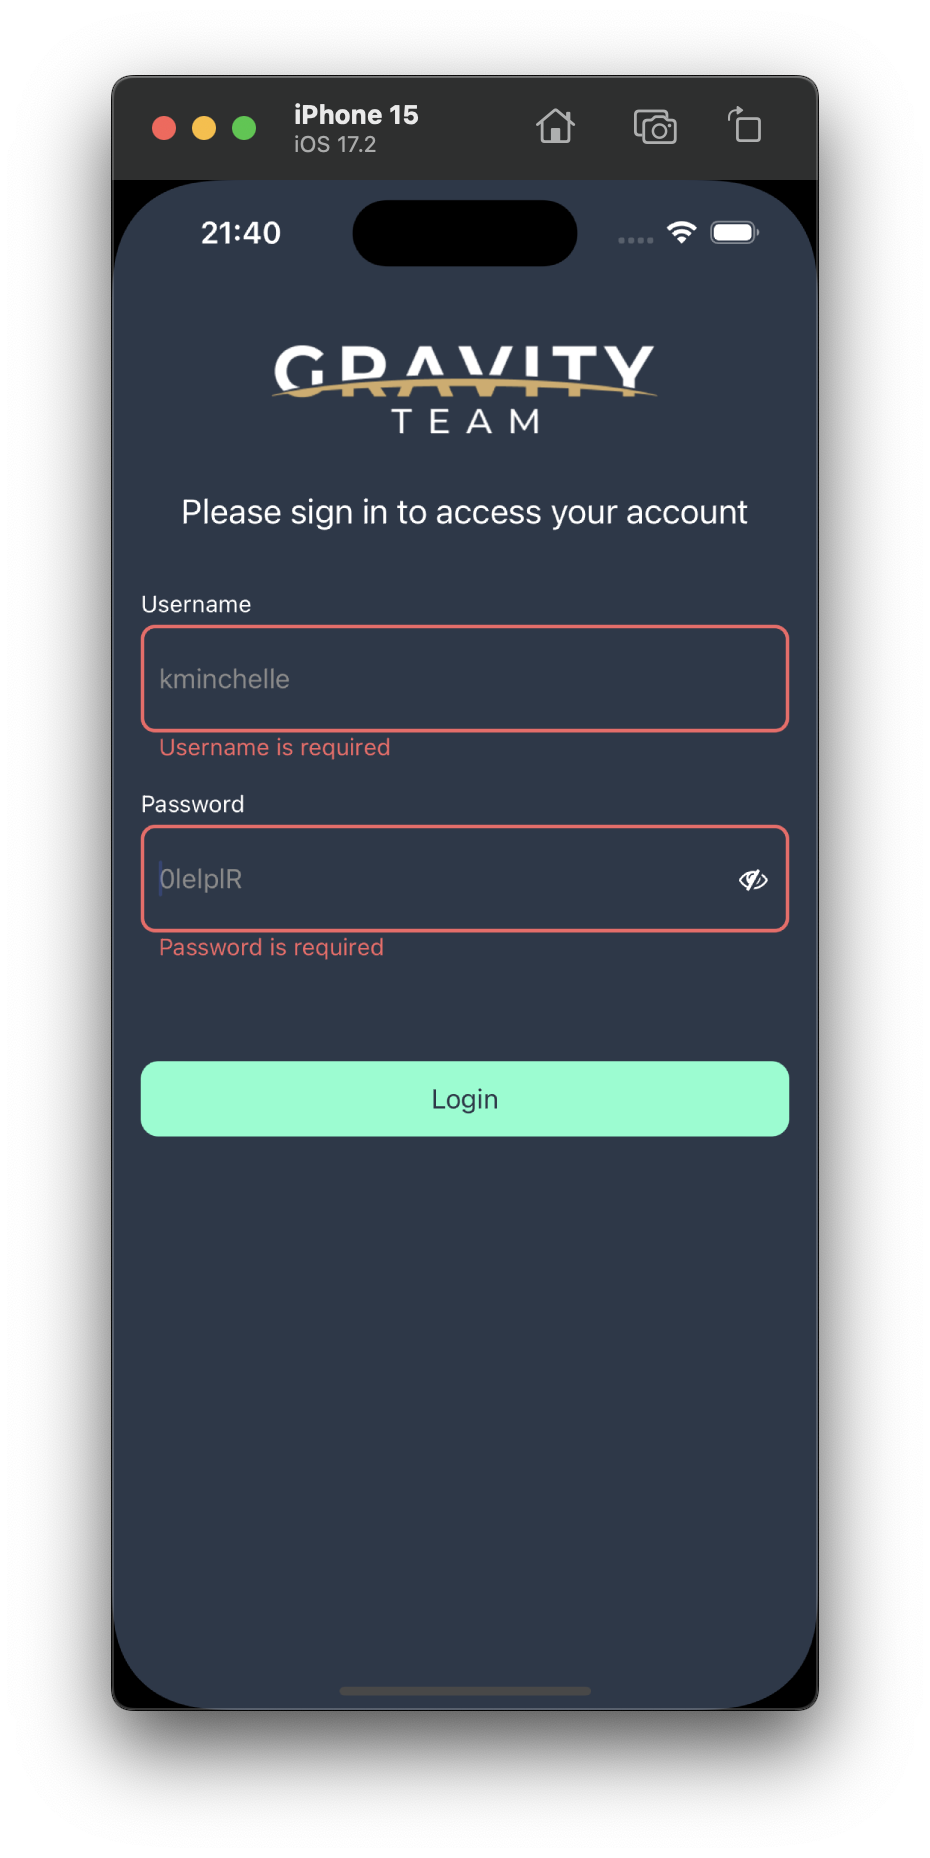 iPhone 15
iOS 17.2
21:40
GRAVITY
TEAM
Please sign in to access your account
Username
kminchelle
Username is required
Password
0lelplR
Password is required
Login